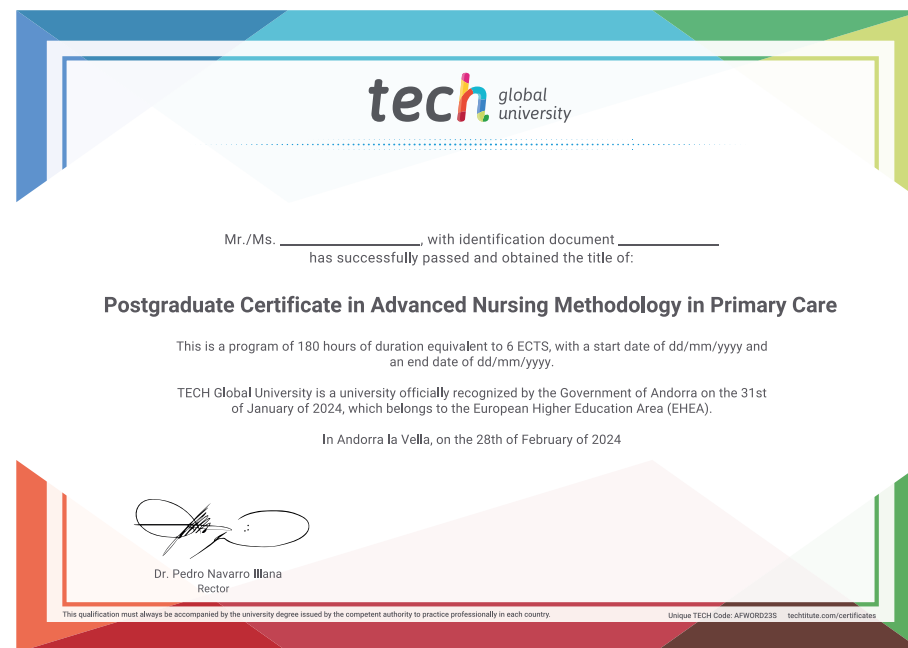 tech global university
Mr./Ms. ____________________, with identification document ______________
has successfully passed and obtained the title of:
Postgraduate Certificate in Advanced Nursing Methodology in Primary Care
This is a program of 180 hours of duration equivalent to 6 ECTS, with a start date of dd/mm/yyyy and
an end date of dd/mm/yyyy.
TECH Global University is a university officially recognized by the Government of Andorra on the 31st
of January of 2024, which belongs to the European Higher Education Area (EHEA).
In Andorra la Vella, on the 28th of February of 2024
Dr. Pedro Navarro Illana
Rector
This qualification must always be accompanied by the university degree issued by the competent authority to practice professionally in each country.
Unique TECH Code: AFWORD23S techtitute.com/certificates